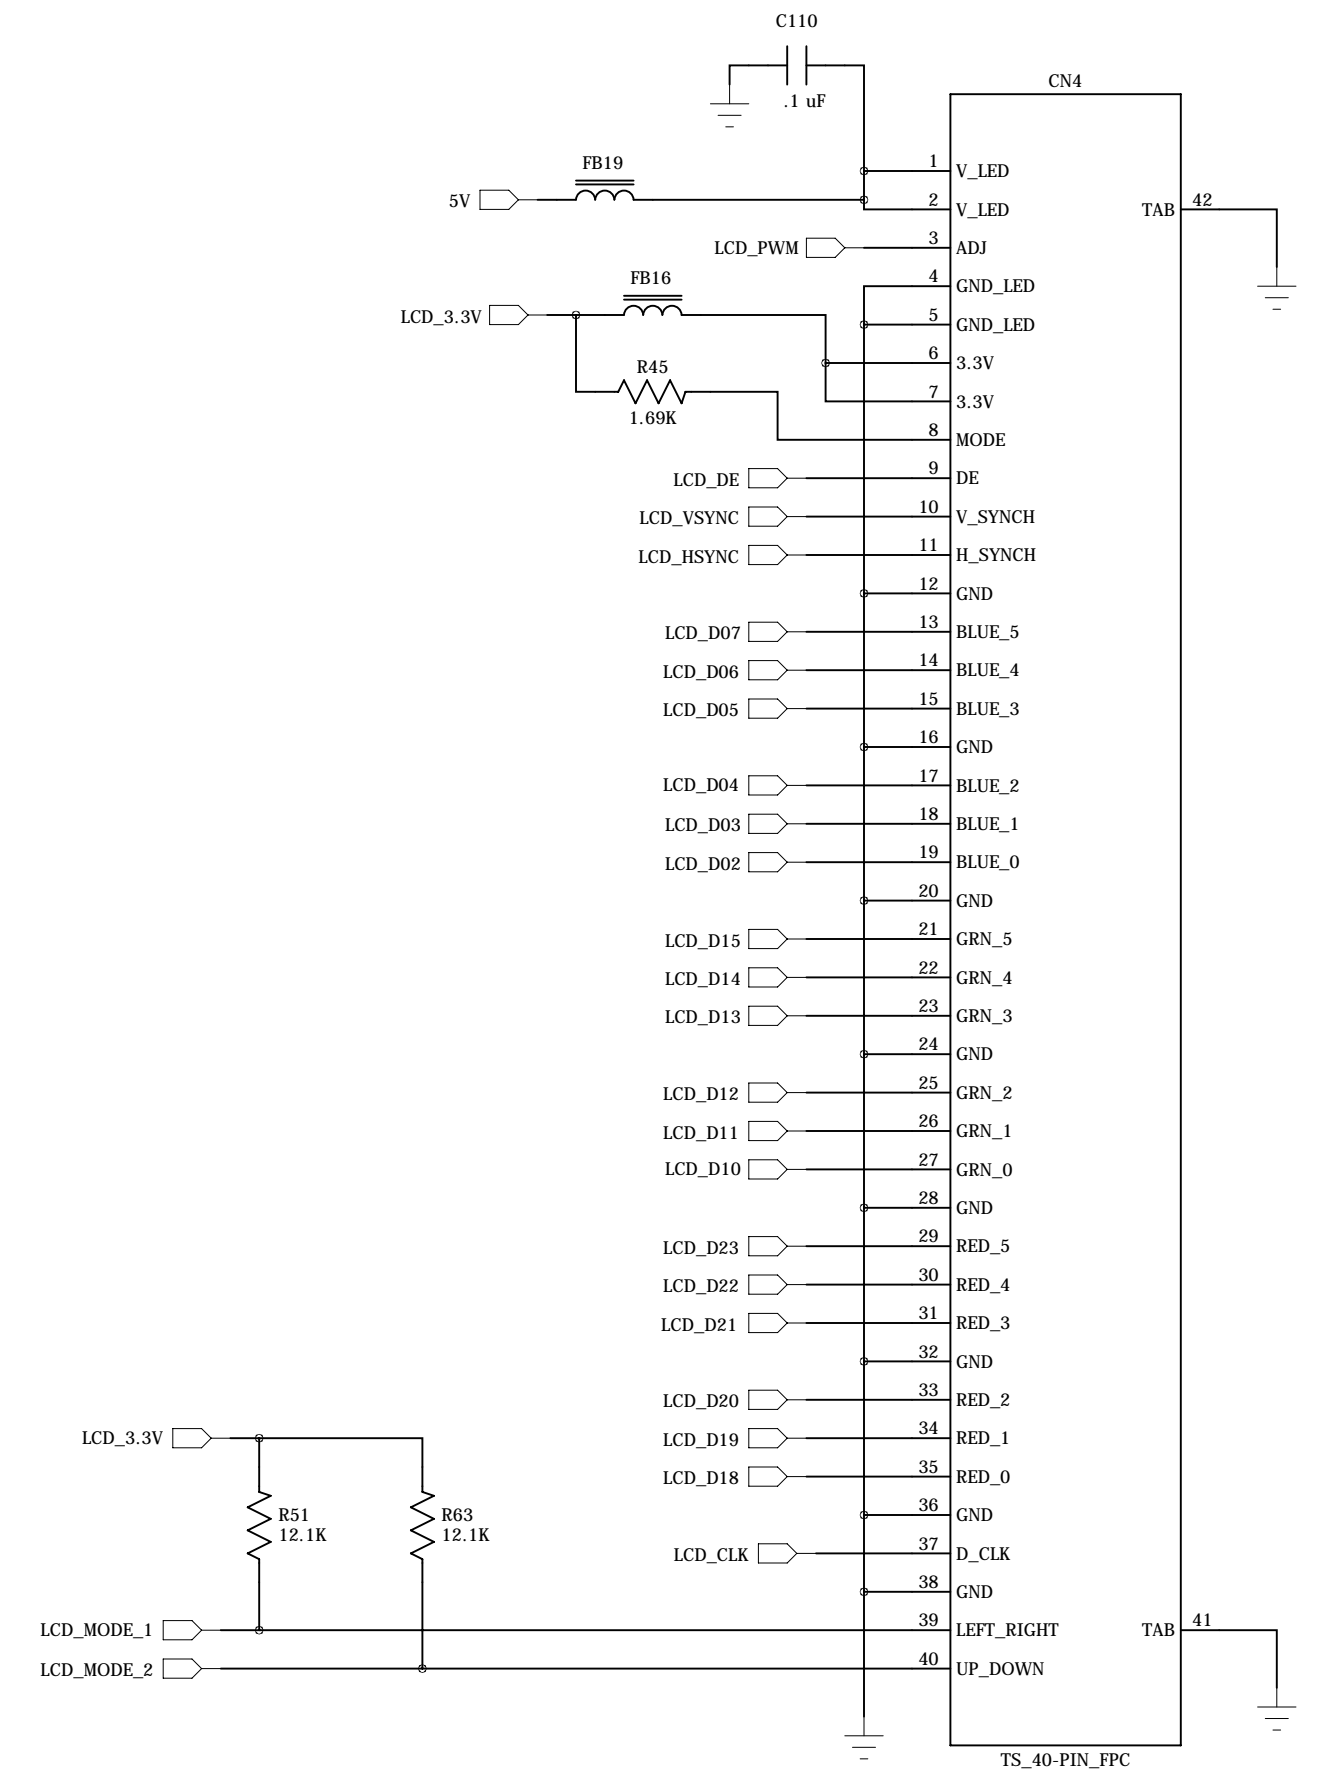 C110
.1 uF
CN4
1 V_LED
FB19
5V
2 V_LED
TAB 42
LCD_PWM 3 ADJ
FB16
4 GND_LED
LCD_3.3V
5 GND_LED
6 3.3V
R45
1.69K
7 3.3V
8 MODE
LCD_DE 9 DE
LCD_VSYNC 10 V_SYNCH
LCD_HSYNC 11 H_SYNCH
12 GND
LCD_D07 13 BLUE_5
LCD_D06 14 BLUE_4
LCD_D05 15 BLUE_3
16 GND
LCD_D04 17 BLUE_2
LCD_D03 18 BLUE_1
LCD_D02 19 BLUE_0
20 GND
LCD_D15 21 GRN_5
LCD_D14 22 GRN_4
LCD_D13 23 GRN_3
24 GND
LCD_D12 25 GRN_2
LCD_D11 26 GRN_1
LCD_D10 27 GRN_0
28 GND
LCD_D23 29 RED_5
LCD_D22 30 RED_4
LCD_D21 31 RED_3
32 GND
LCD_D20 33 RED_2
LCD_3.3V
LCD_D19 34 RED_1
LCD_D18 35 RED_0
R51
12.1K
R63
12.1K
36 GND
LCD_CLK 37 D_CLK
38 GND
LCD_MODE_1 39 LEFT_RIGHT
TAB 41
LCD_MODE_2 40 UP_DOWN
TS_40-PIN_FPC